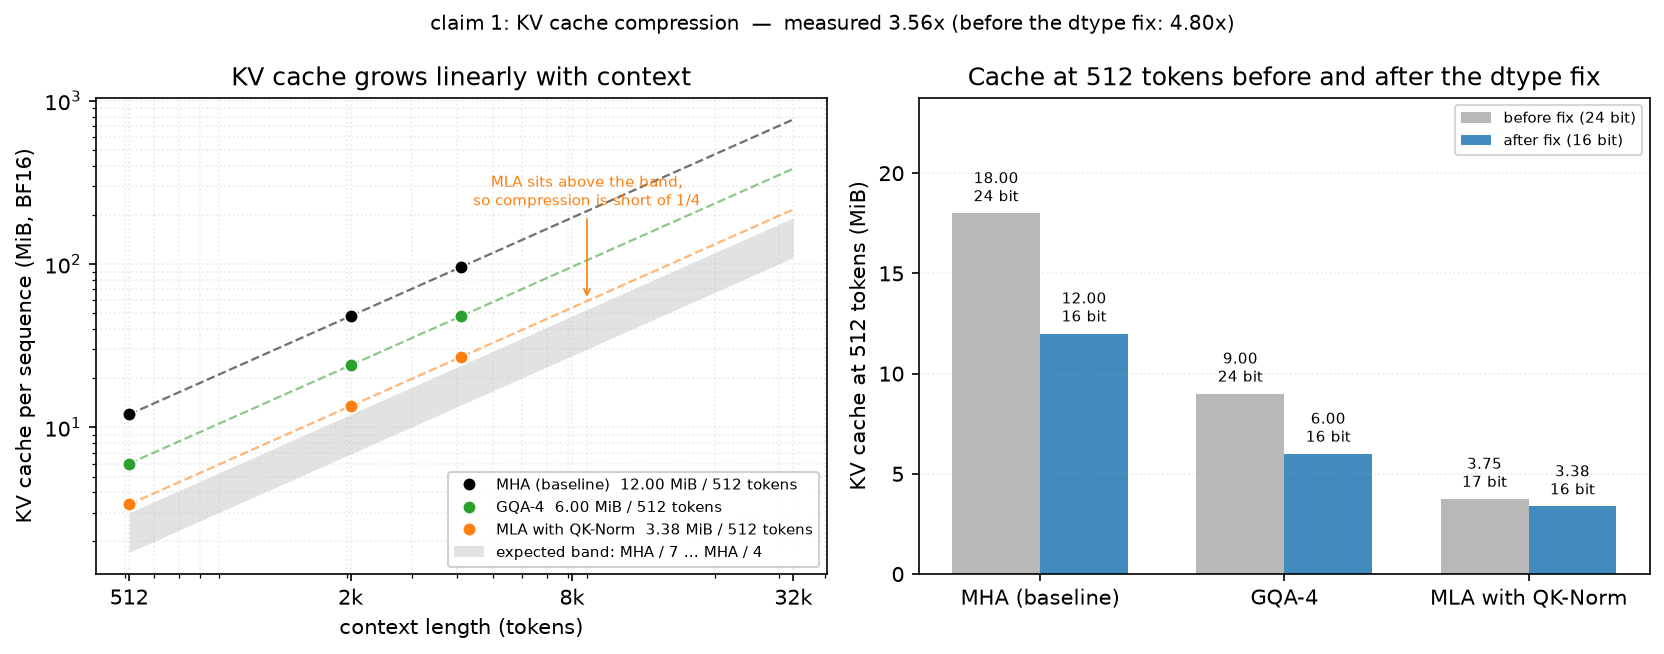 claim 1: KV cache compression — measured 3.56x (before the dtype fix: 4.80x)
KV cache grows linearly with context
KV cache per sequence (MiB, BF16)
10³
10²
10¹
MLA sits above the band,
so compression is short of 1/4
MHA (baseline) 12.00 MiB / 512 tokens
GQA-4 6.00 MiB / 512 tokens
MLA with QK-Norm 3.38 MiB / 512 tokens
expected band: MHA / 7 ... MHA / 4
512
2k
8k
32k
context length (tokens)
Cache at 512 tokens before and after the dtype fix
KV cache at 512 tokens (MiB)
20
15
10
5
0
before fix (24 bit)
after fix (16 bit)
18.00
24 bit
12.00
16 bit
9.00
24 bit
6.00
16 bit
3.75
17 bit
3.38
16 bit
MHA (baseline)
GQA-4
MLA with QK-Norm